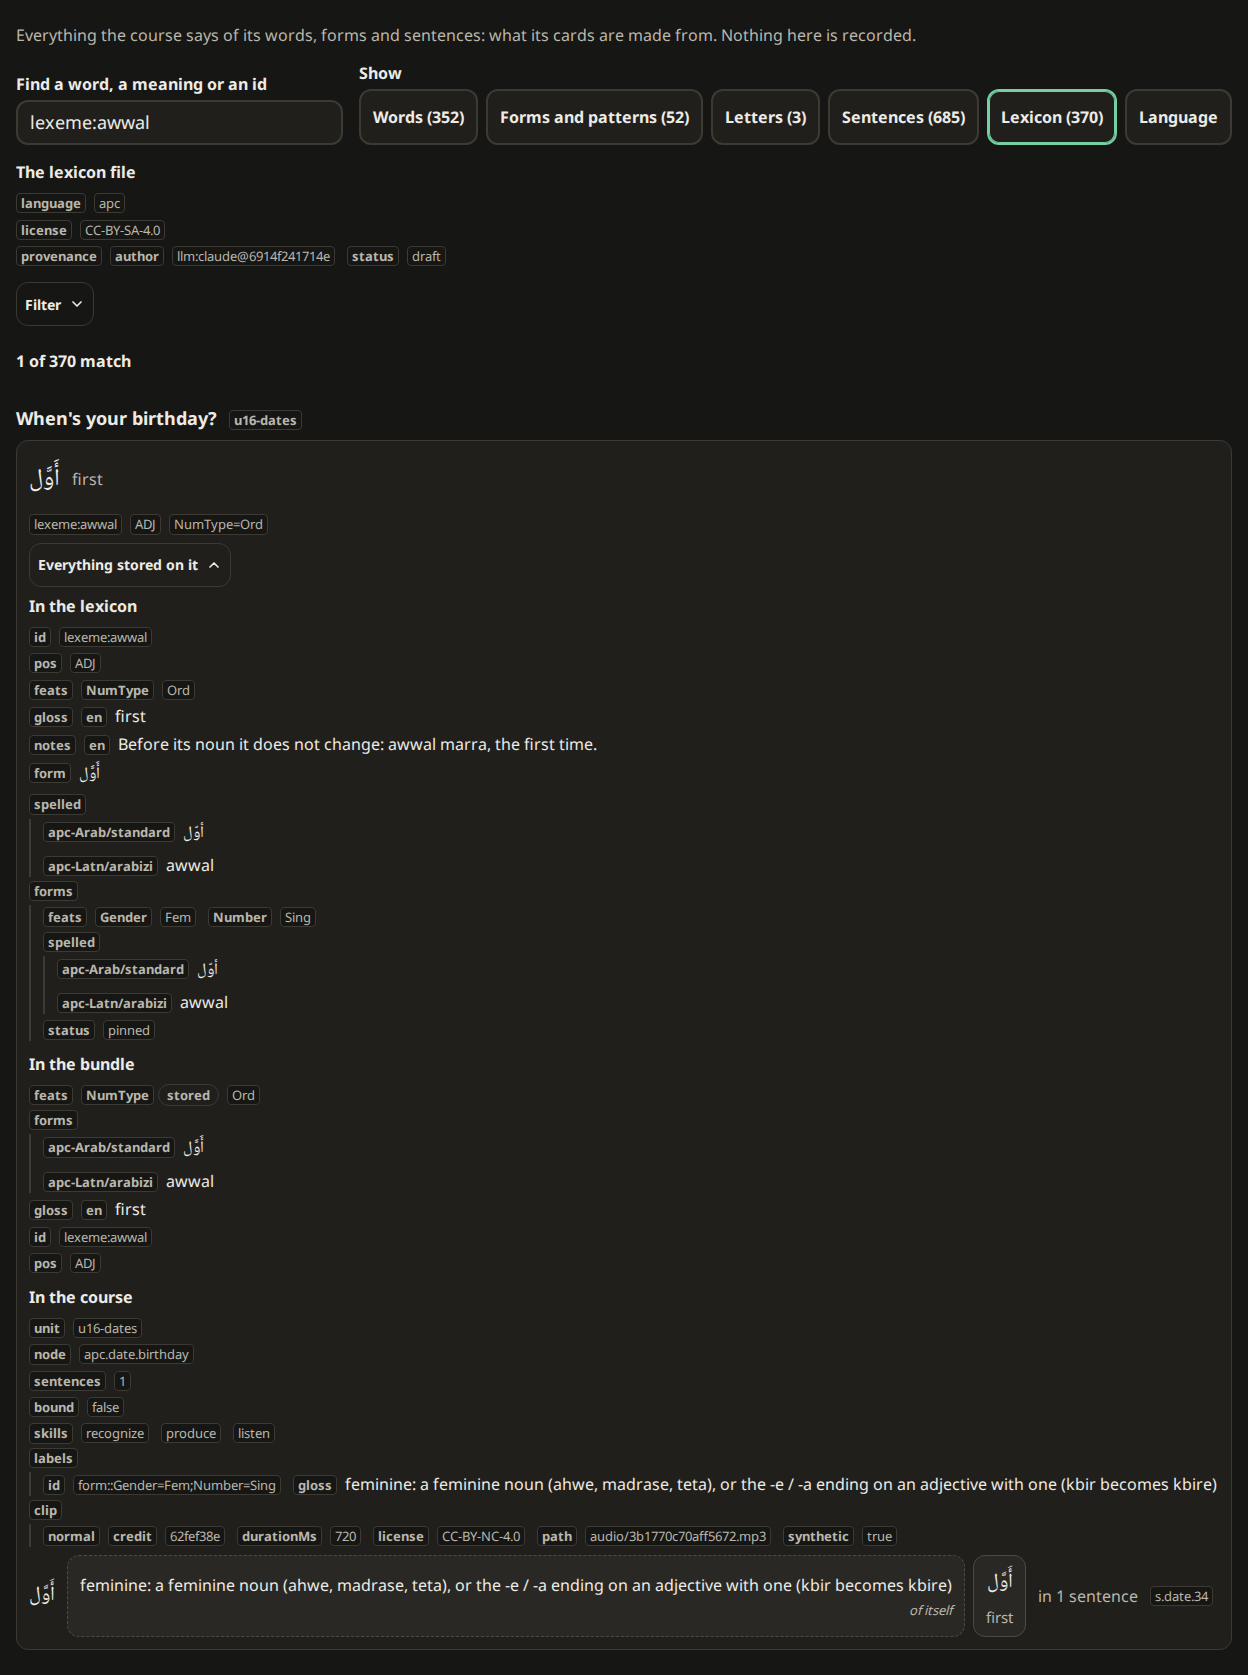 Everything the course says of its words, forms and sentences: what its cards are made from. Nothing here is recorded.
Find a word, a meaning or an id
Show
lexeme:awwal
Words (352)
Forms and patterns (52)
Letters (3)
Sentences (685)
Lexicon (370)
Language
The lexicon file
language apc
license CC-BY-SA-4.0
provenance author llm:claude@6914f241714e status draft
Filter
1 of 370 match
When's your birthday? u16-dates
أَوَّل first
lexeme:awwal ADJ NumType=Ord
Everything stored on it
In the lexicon
id lexeme:awwal
pos ADJ
feats NumType Ord
gloss en first
notes en Before its noun it does not change: awwal marra, the first time.
form أَوَّل
spelled
apc-Arab/standard أوّل
apc-Latn/arabizi awwal
forms
feats Gender Fem Number Sing
spelled
apc-Arab/standard أوّل
apc-Latn/arabizi awwal
status pinned
In the bundle
feats NumType stored Ord
forms
apc-Arab/standard أَوَّل
apc-Latn/arabizi awwal
gloss en first
id lexeme:awwal
pos ADJ
In the course
unit u16-dates
node apc.date.birthday
sentences 1
bound false
skills recognize produce listen
labels
id form::Gender=Fem;Number=Sing gloss feminine: a feminine noun (ahwe, madrase, teta), or the -e / -a ending on an adjective with one (kbir becomes kbire)
clip
normal credit 62fef38e durationMs 720 license CC-BY-NC-4.0 path audio/3b1770c70aff5672.mp3 synthetic true
أَوَّل
feminine: a feminine noun (ahwe, madrase, teta), or the -e / -a ending on an adjective with one (kbir becomes kbire)
of itself
أَوَّل
first
in 1 sentence s.date.34